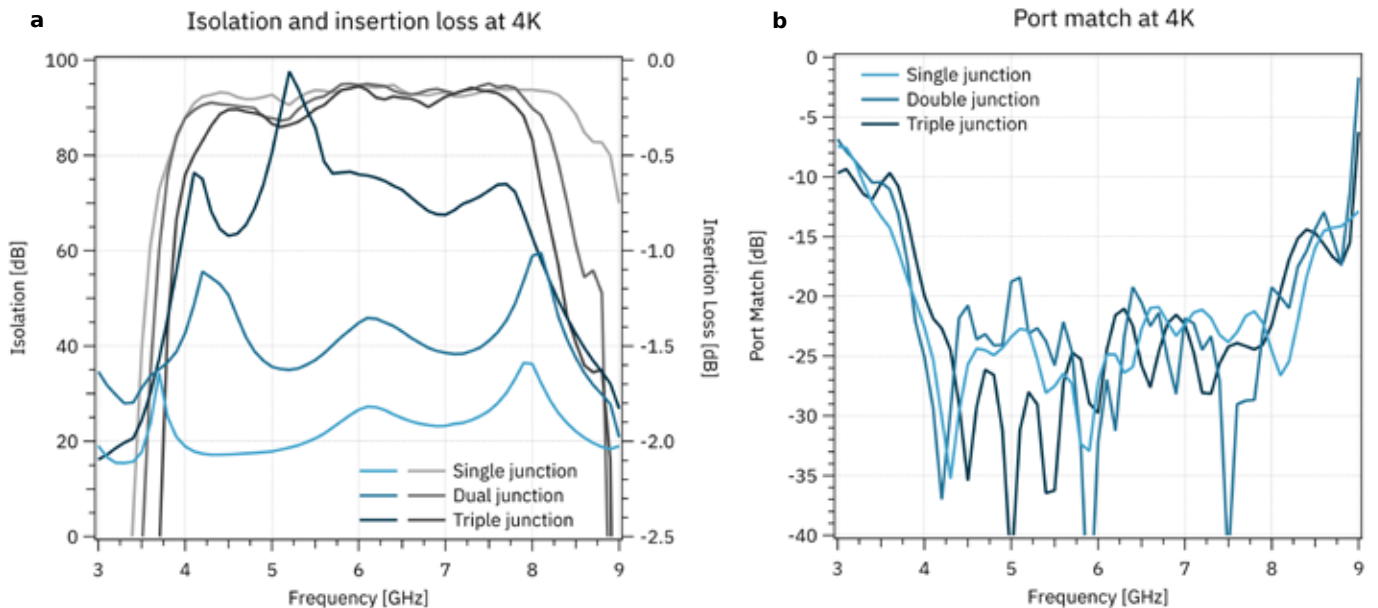 a
Isolation and insertion loss at 4K
100
80
60
40
20
0
Isolation [dB]
0.0
-0.5
-1.0
-1.5
-2.0
-2.5
Insertion Loss [dB]
Single junction
Dual junction
Triple junction
3 4 5 6 7 8 9
Frequency [GHz]
b
Port match at 4K
0
-5
-10
-15
-20
-25
-30
-35
-40
Port Match [dB]
Single junction
Double junction
Triple junction
3 4 5 6 7 8 9
Frequency [GHz]